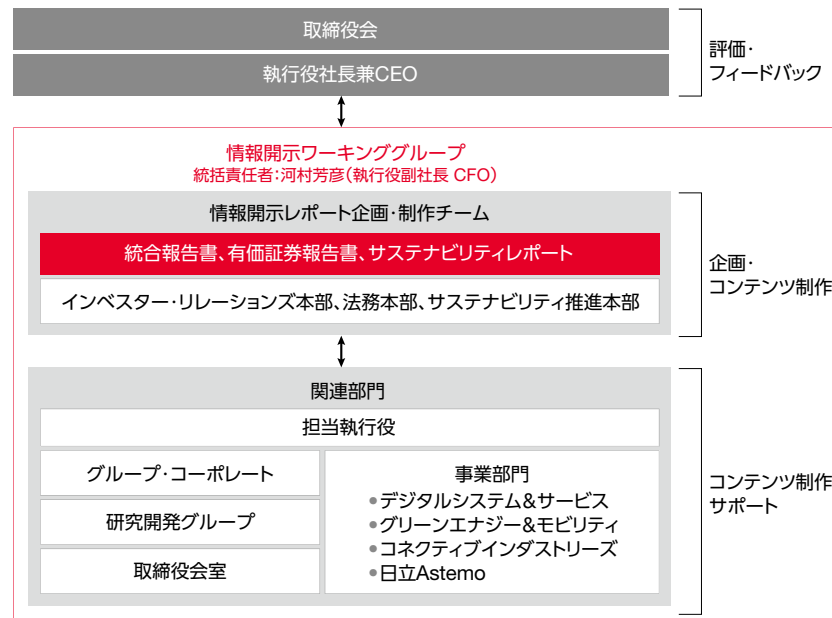 取締役会
執行役社長兼CEO
評価・
フィードバック
情報開示ワーキンググループ
統括責任者:河村芳彦(執行役副社長 CFO)
情報開示レポート企画・制作チーム
統合報告書、有価証券報告書、サステナビリティレポート
インベスター・リレーションズ本部、法務本部、サステナビリティ推進本部
企画・
コンテンツ制作
関連部門
担当執行役
グループ・コーポレート
研究開発グループ
取締役会室
事業部門
●デジタルシステム&サービス
●グリーンエナジー&モビリティ
●コネクティブインダストリーズ
●日立Astemo
コンテンツ制作
サポート